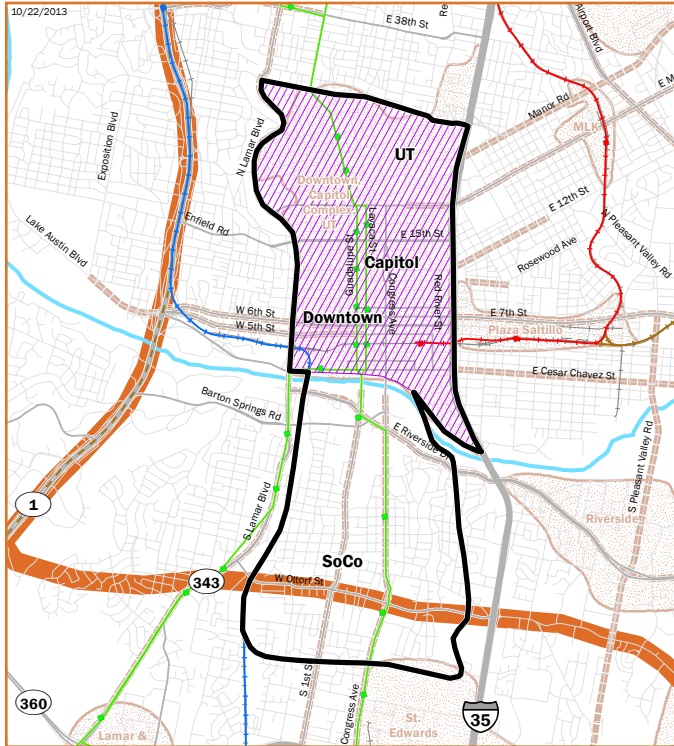 10/22/2013
E 38th St
Re
Airport Blvd
E M
Manor Rd
MLK
Exposition Blvd
N Lamar Blvd
UT
Downtown
Capitol
Complex
UT
E 12th St
N Pleasant Valley Rd
Enfield Rd
Lavaca St
Guadalupe St
E 15th St
Rosewood Ave
Lake Austin Blvd
Capitol
Congress Ave
Red River St
W 6th St
Downtown
E 7th St
W 5th St
Plaza Saltillo
E Cesar Chavez St
Barton Springs Rd
E Riverside Dr
S Pleasant Valley Rd
1
S Lamar Blvd
Riverside
SoCo
343
W Oltorf St
S 1st St
360
Congress Ave
35
St.
Edwards
Lamar &